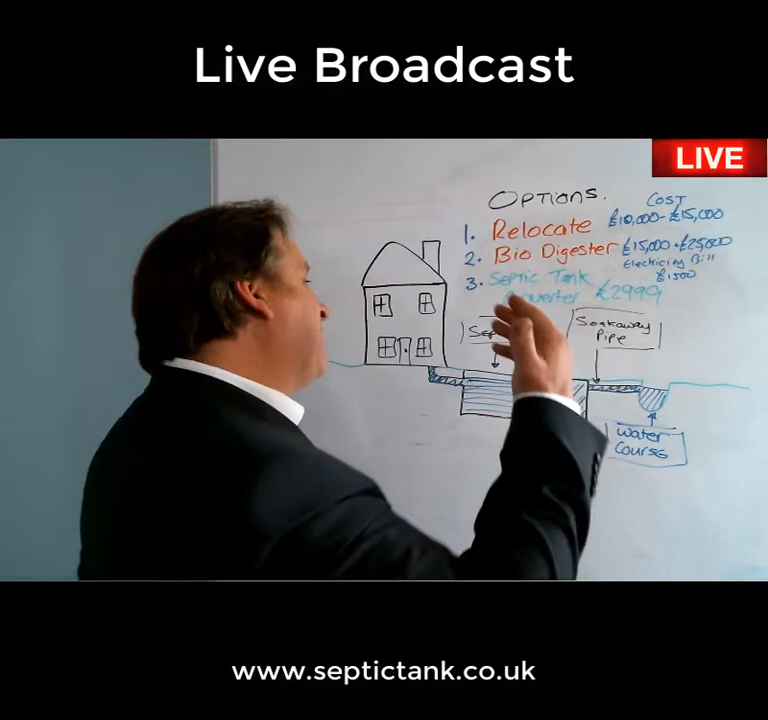 Live Broadcast
LIVE
OPTIONS.
COST
1. Relocate £10,000-£15,000
2. Bio Digester £15,000-£25,000
Electricity Bill
£1500
3. Septic Tank
£2999
Soakaway
Pipe
Water
Course
www.septictank.co.uk